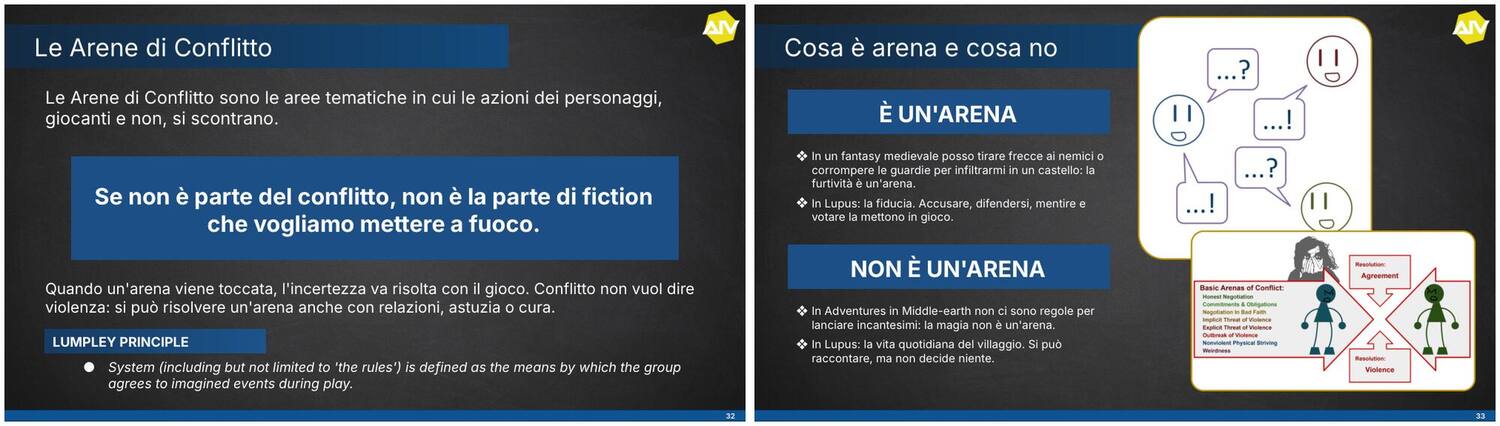 Le Arene di Conflitto
AIV
Le Arene di Conflitto sono le aree tematiche in cui le azioni dei personaggi,
giocanti e non, si scontrano.
Se non è parte del conflitto, non è la parte di fiction
che vogliamo mettere a fuoco.
Quando un'arena viene toccata, l'incertezza va risolta con il gioco. Conflitto non vuol dire
violenza: si può risolvere un'arena anche con relazioni, astuzia o cura.
LUMPLEY PRINCIPLE
● System (including but not limited to 'the rules') is defined as the means by which the group
agrees to imagined events during play.
32
Cosa è arena e cosa no
AIV
È UN'ARENA
❖ In un fantasy medievale posso tirare frecce ai nemici o
corrompere le guardie per infiltrarmi in un castello: la
furtività è un'arena.
❖ In Lupus: la fiducia. Accusare, difendersi, mentire e
votare la mettono in gioco.
NON È UN'ARENA
❖ In Adventures in Middle-earth non ci sono regole per
lanciare incantesimi: la magia non è un'arena.
❖ In Lupus: la vita quotidiana del villaggio. Si può
raccontare, ma non decide niente.
...?
...!
...?
...!
Basic Arenas of Conflict:
Honest Negotiation
Commitments & Obligations
Negotiation In Bad Faith
Implicit Threat of Violence
Explicit Threat of Violence
Outbreak of Violence
Nonviolent Physical Striving
Weirdness
Resolution:
Agreement
Resolution:
Violence
33